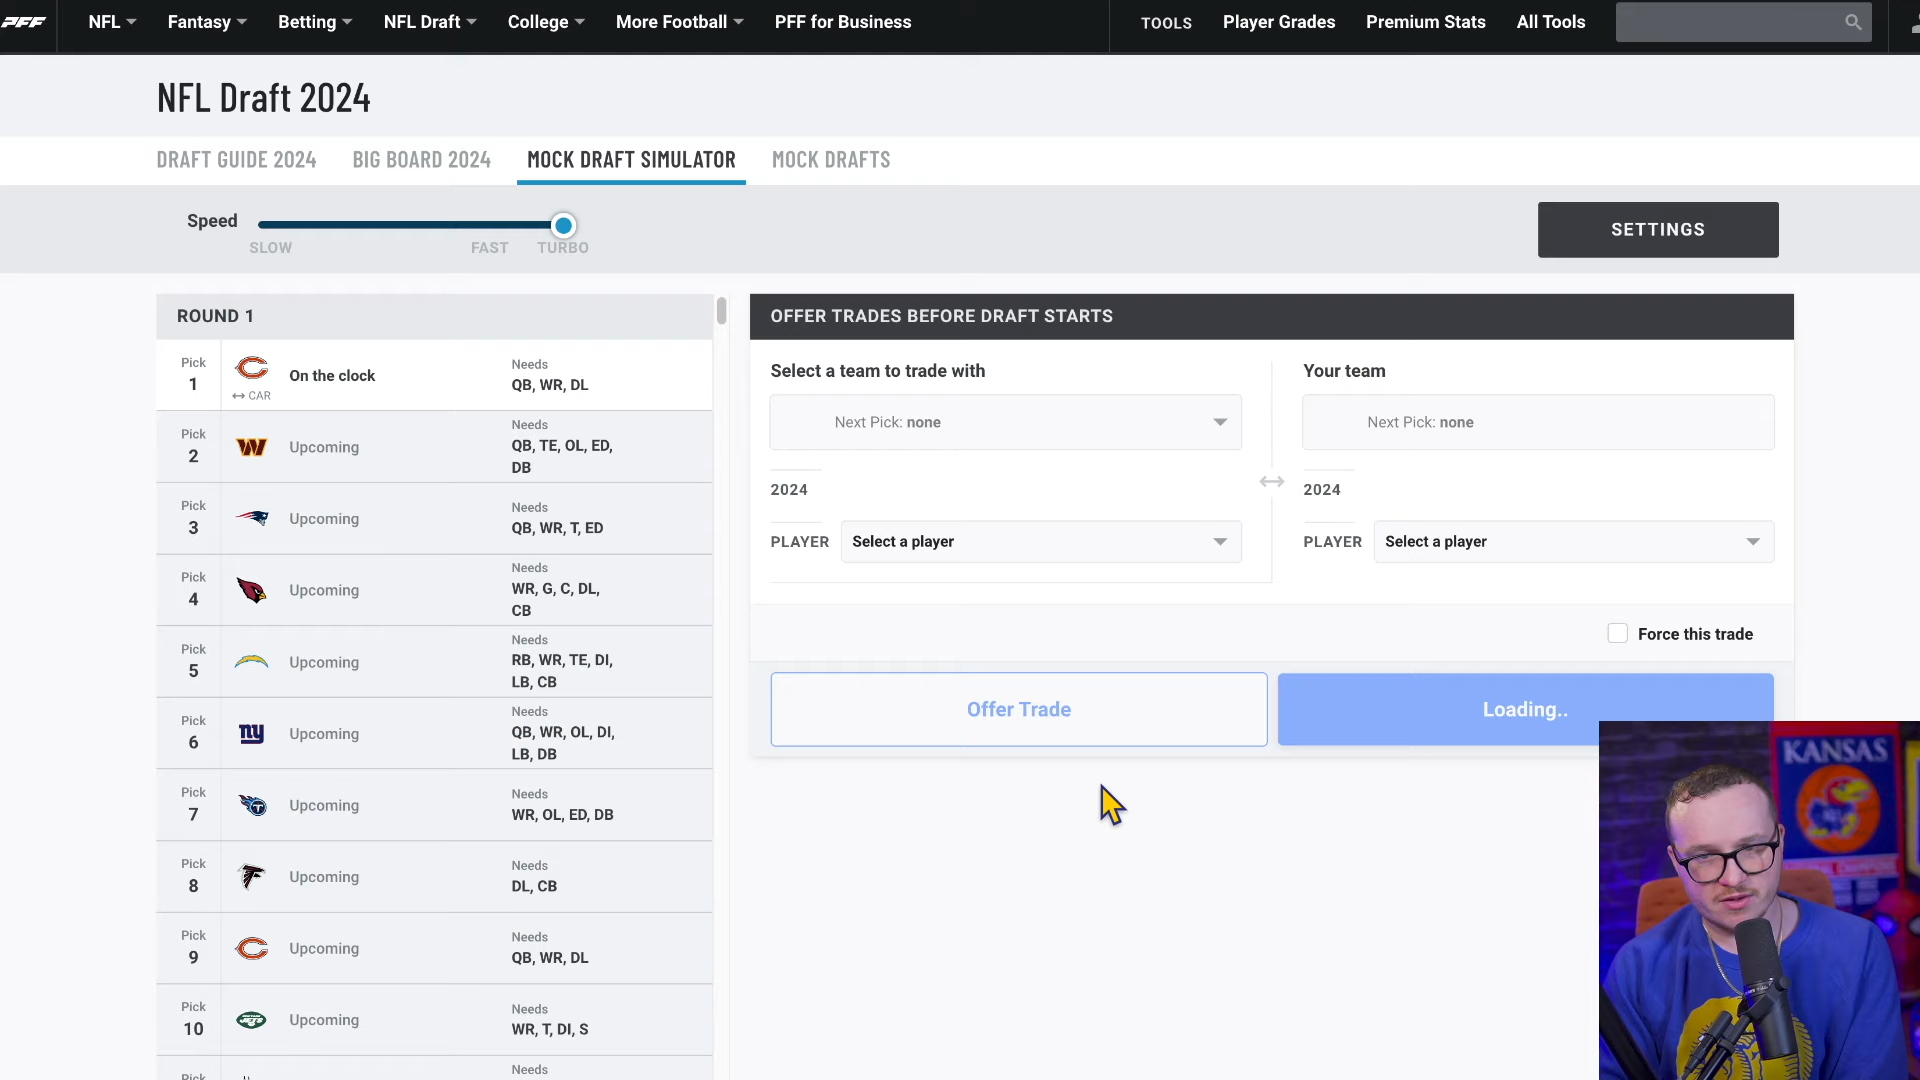 PFF
NFL
Fantasy
Betting
NFL Draft
College
More Football
PFF for Business
TOOLS
Player Grades
Premium Stats
All Tools
NFL Draft 2024
DRAFT GUIDE 2024
BIG BOARD 2024
MOCK DRAFT SIMULATOR
MOCK DRAFTS
Speed
SLOW
FAST
TURBO
SETTINGS
ROUND 1
Pick
1
CAR
On the clock
Needs
QB, WR, DL
Pick
2
Upcoming
Needs
QB, TE, OL, ED,
DB
Pick
3
Upcoming
Needs
QB, WR, T, ED
Pick
4
Upcoming
Needs
WR, G, C, DL,
CB
Pick
5
Upcoming
Needs
RB, WR, TE, DI,
LB, CB
Pick
6
ny
Upcoming
Needs
QB, WR, OL, DI,
LB, DB
Pick
7
Upcoming
Needs
WR, OL, ED, DB
Pick
8
Upcoming
Needs
DL, CB
Pick
9
Upcoming
Needs
QB, WR, DL
Pick
10
JETS
Upcoming
Needs
WR, T, DI, S
Pick
Needs
OFFER TRADES BEFORE DRAFT STARTS
Select a team to trade with
Next Pick: none
2024
PLAYER
Select a player
Your team
Next Pick: none
2024
PLAYER
Select a player
Force this trade
Offer Trade
Loading..
KANSAS